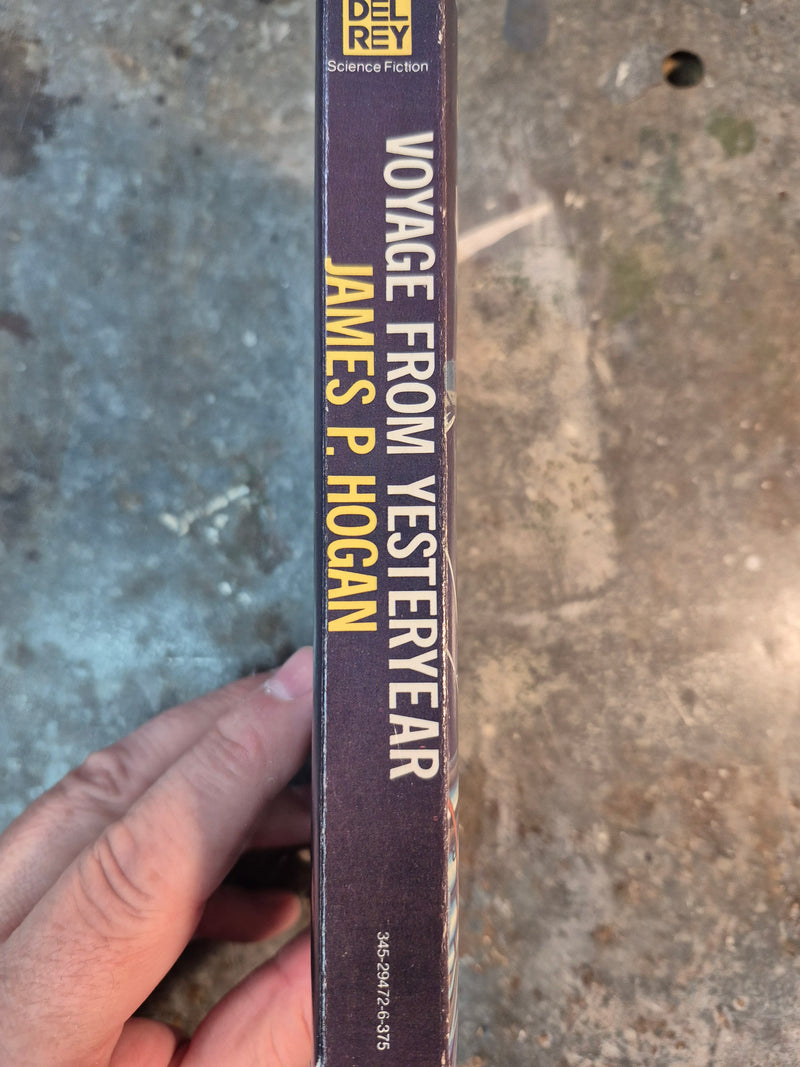 DEL
REY
Science Fiction
VOYAGE FROM YESTERYEAR
JAMES P. HOGAN
345-29472-6-375